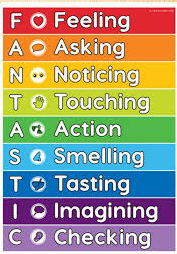 F Feeling
A Asking
N Noticing
T Touching
A Action
S Smelling
T Tasting
I Imagining
C Checking